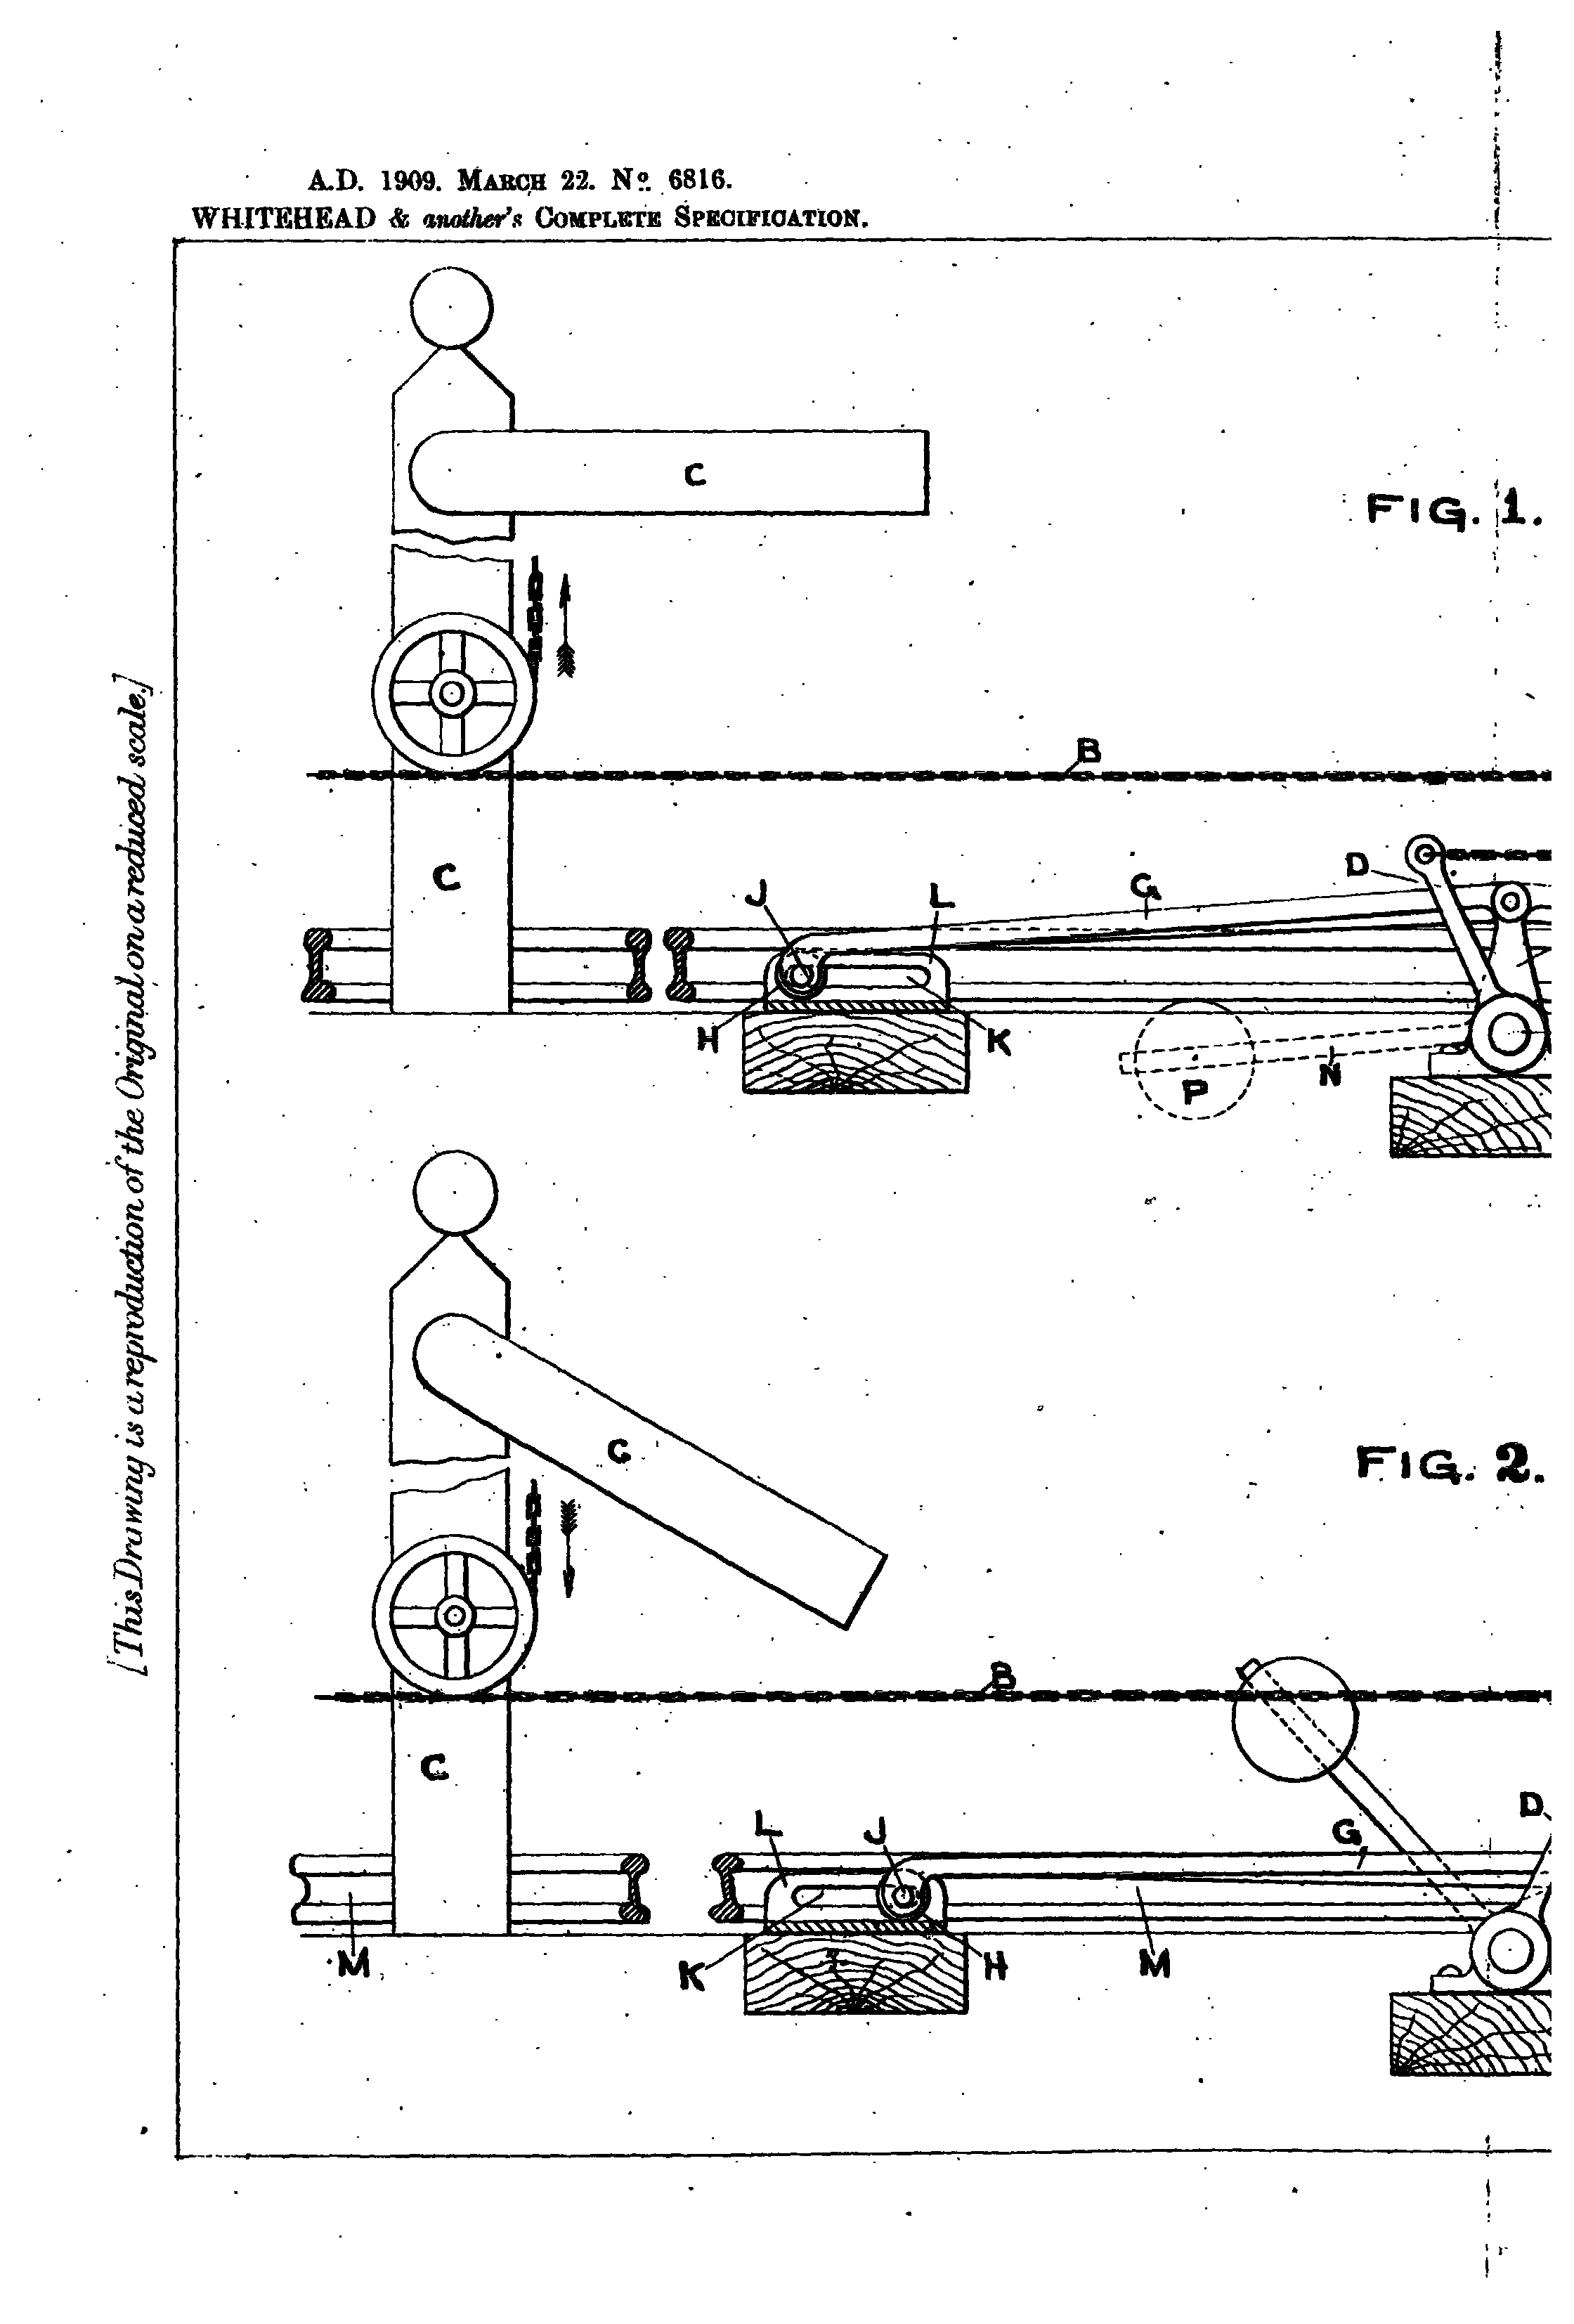 A.D. 1909. MARCH 22. Nº. 6816.
WHITEHEAD & another's COMPLETE SPECIFICATION.
[This Drawing is a reproduction of the Original on a reduced scale.]
C
FIG. 1.
B
C
D
J
L
G
H
K
P
N
C
FIG. 2.
B
C
D
L
J
G
M
K
H
M